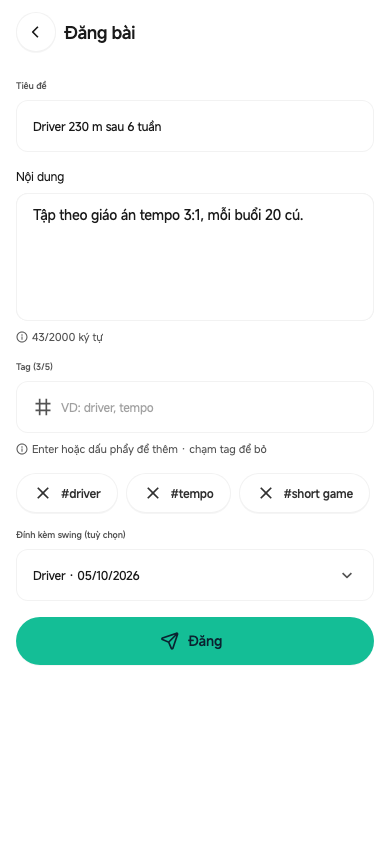 Đăng bài
Tiêu đề
Driver 230 m sau 6 tuần
Nội dung
Tập theo giáo án tempo 3:1, mỗi buổi 20 cú.
43/2000 ký tự
Tag (3/5)
VD: driver, tempo
Enter hoặc dấu phẩy để thêm · chạm tag để bỏ
#driver #tempo #short game
Đính kèm swing (tuỳ chọn)
Driver · 05/10/2026
Đăng